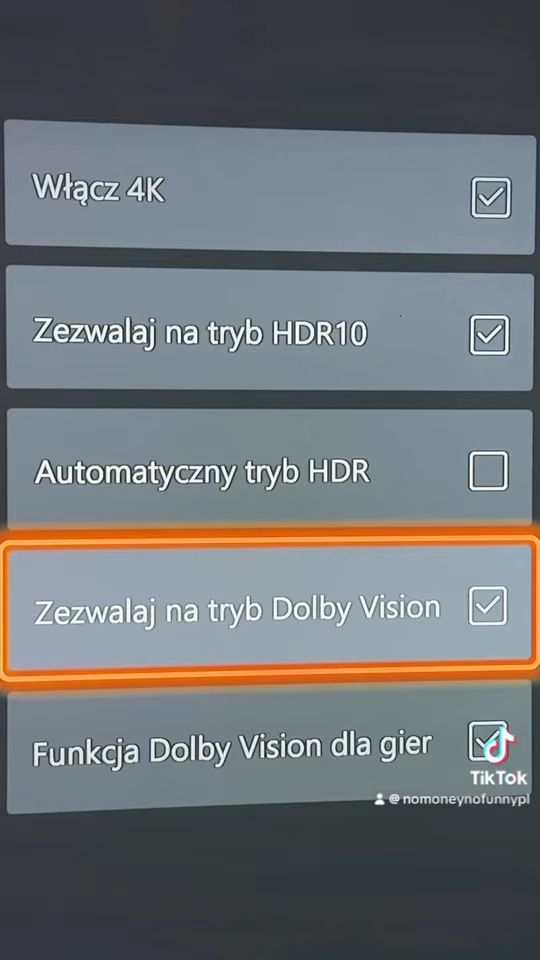 Włącz 4K
Zezwalaj na tryb HDR10
Automatyczny tryb HDR
Zezwalaj na tryb Dolby Vision
Funkcja Dolby Vision dla gier
TikTok
@nomoneynofunnypl